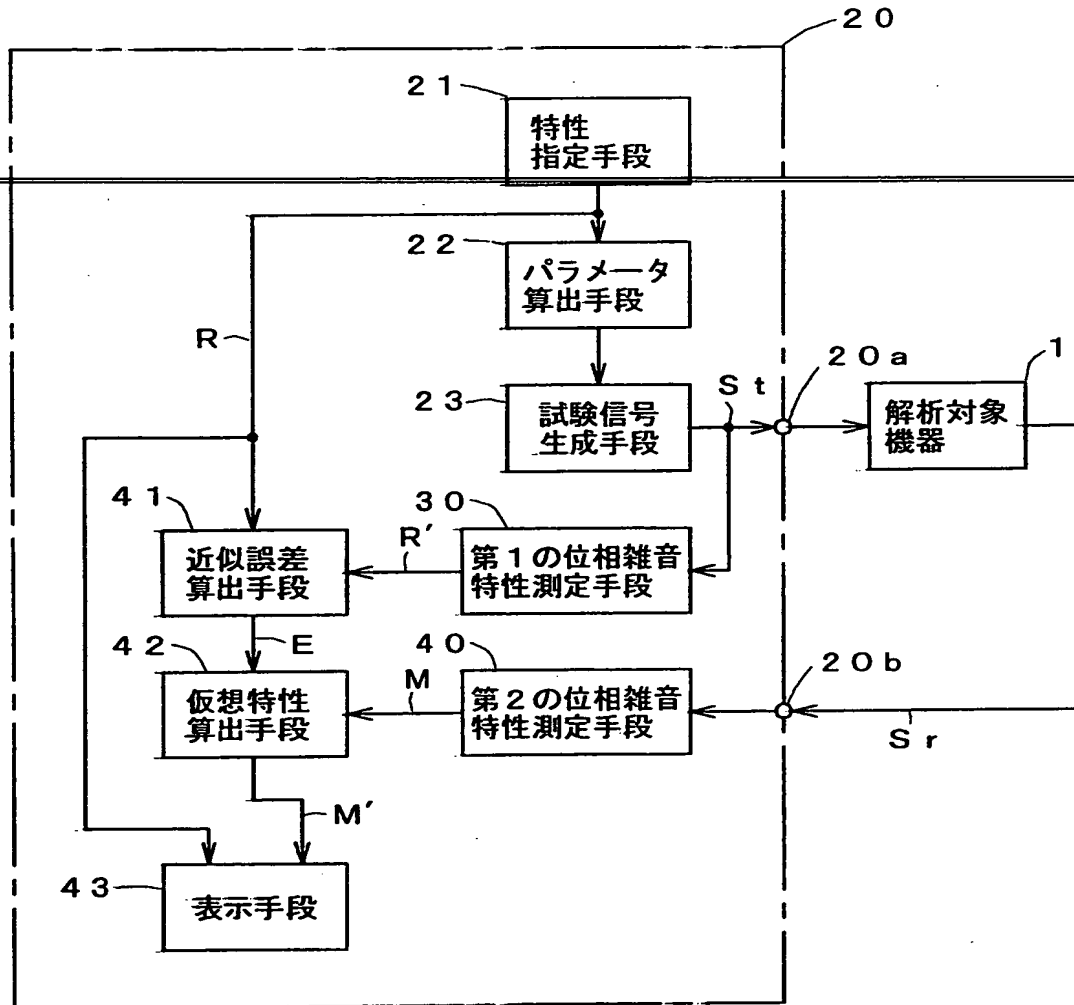 20
21
特性
指定手段
22
パラメータ
算出手段
R
23
試験信号
生成手段
St
20a
1
解析対象
機器
41
近似誤差
算出手段
R′
30
第1の位相雑音
特性測定手段
E
42
仮想特性
算出手段
M
40
第2の位相雑音
特性測定手段
20b
Sr
M′
43
表示手段